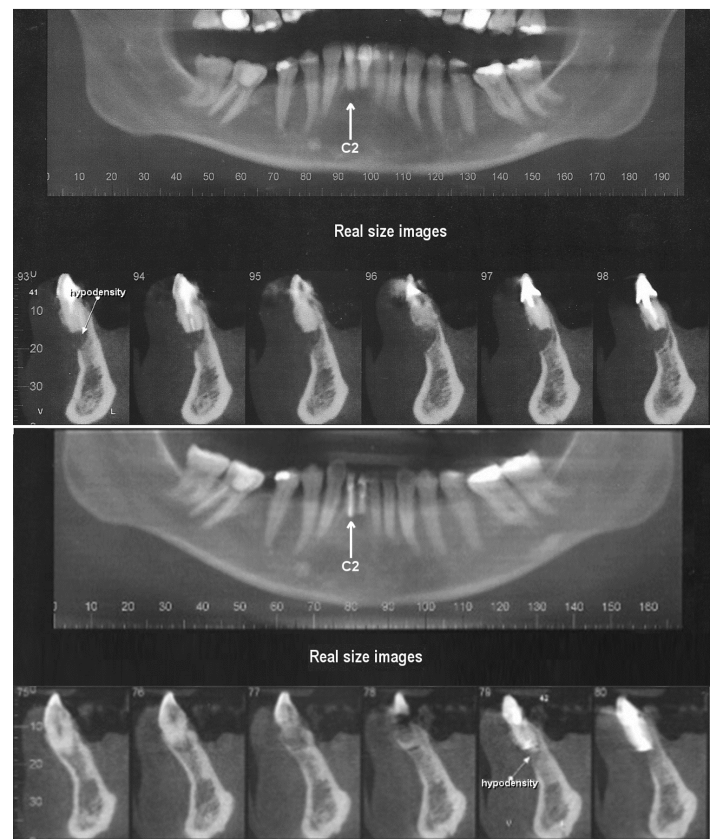 C2
0 10 20 30 40 50 60 70 80 90 100 110 120 130 140 150 160 170 180 190
Real size images
93 U 94 95 96 97 98
41 hypodensity
10
20
30
V L
C2
0 10 20 30 40 50 60 70 80 90 100 110 120 130 140 150 160
Real size images
75 U 76 77 78 79 80
42
10
20
hypodensity
30
V L